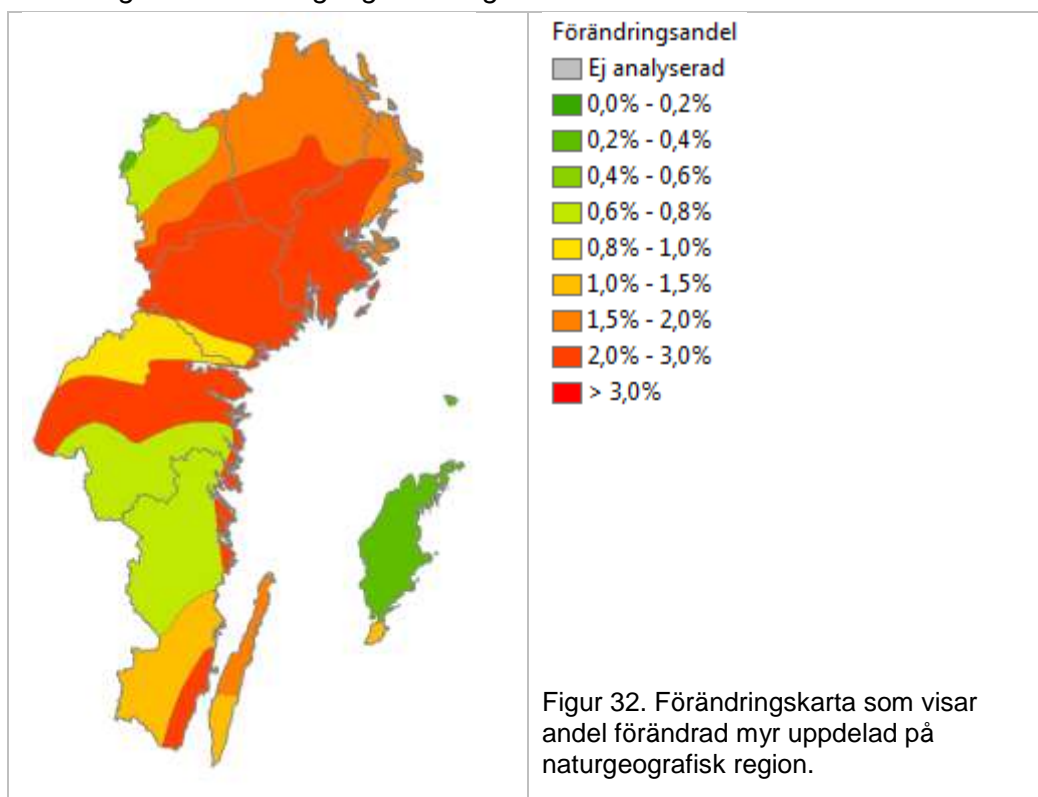 Förändringsandel
Ej analyserad
0,0% - 0,2%
0,2% - 0,4%
0,4% - 0,6%
0,6% - 0,8%
0,8% - 1,0%
1,0% - 1,5%
1,5% - 2,0%
2,0% - 3,0%
> 3,0%
Figur 32. Förändringskarta som visar
andel förändrad myr uppdelad på
naturgeografisk region.